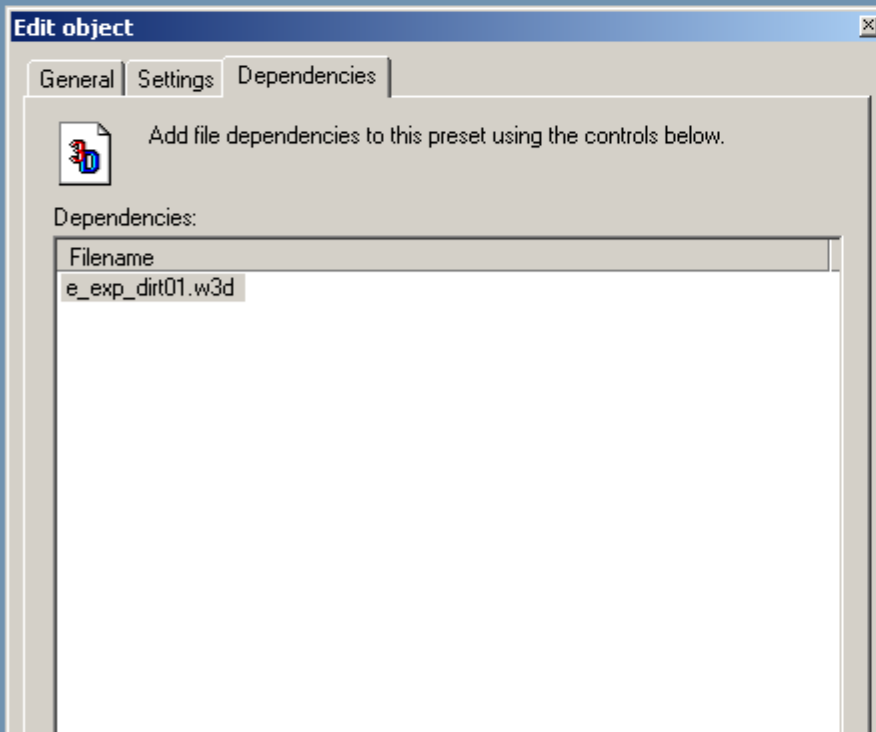 Edit object
General Settings Dependencies
3D
Add file dependencies to this preset using the controls below.
Dependencies:
Filename
e_exp_dirt01.w3d